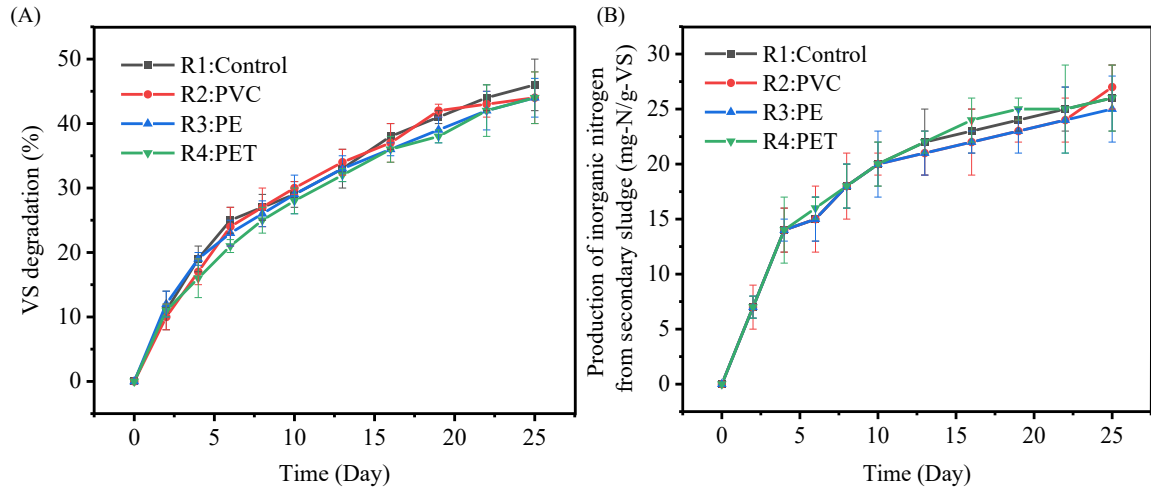 (A)
VS degradation (%)
50
40
30
20
10
0
R1:Control
R2:PVC
R3:PE
R4:PET
0 5 10 15 20 25
Time (Day)
(B)
Production of inorganic nitrogen
from secondary sludge (mg-N/g-VS)
30
25
20
15
10
5
0
R1:Control
R2:PVC
R3:PE
R4:PET
0 5 10 15 20 25
Time (Day)